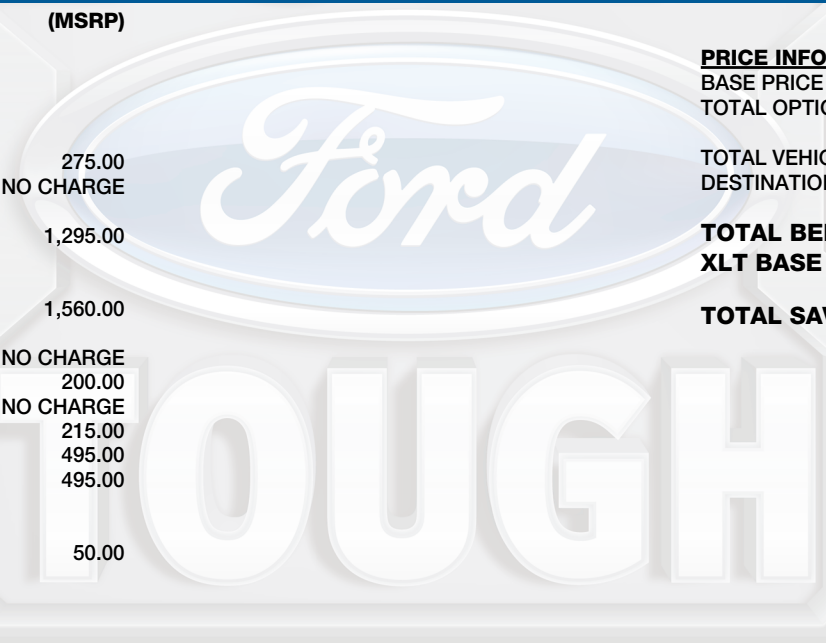 (MSRP)
275.00
NO CHARGE
1,295.00
1,560.00
NO CHARGE
200.00
NO CHARGE
215.00
495.00
495.00
50.00
PRICE INFO
BASE PRICE
TOTAL OPTIO
TOTAL VEHIC
DESTINATION
TOTAL BE
XLT BASE
TOTAL SAV
Ford
TOUGH